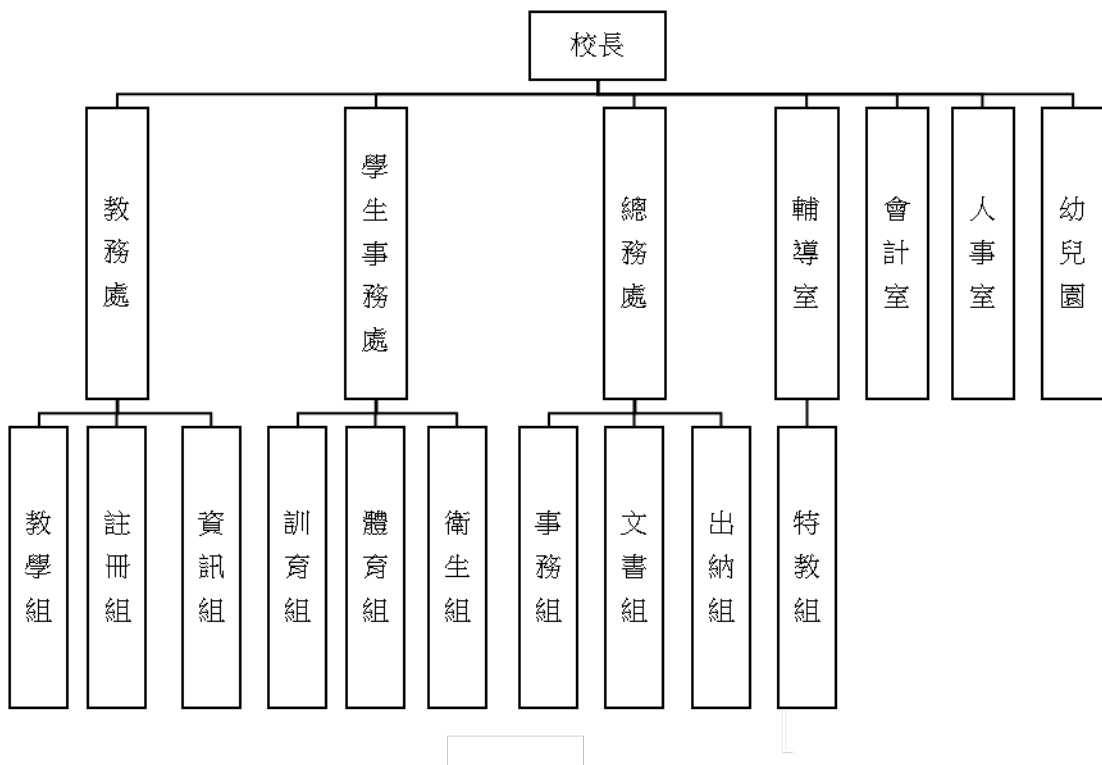 校長
教務處
學生事務處
總務處
輔導室
會計室
人事室
幼兒園
教學組
註冊組
資訊組
訓育組
體育組
衛生組
事務組
文書組
出納組
特教組